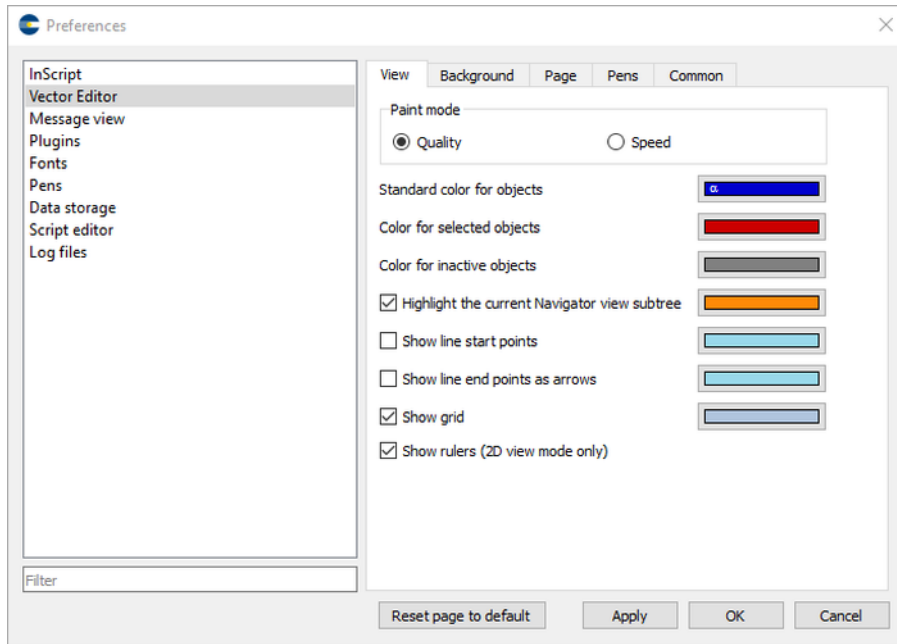 Preferences
InScript
Vector Editor
Message view
Plugins
Fonts
Pens
Data storage
Script editor
Log files
Filter
View Background Page Pens Common
Paint mode
Quality Speed
Standard color for objects α
Color for selected objects
Color for inactive objects
Highlight the current Navigator view subtree
Show line start points
Show line end points as arrows
Show grid
Show rulers (2D view mode only)
Reset page to default Apply OK Cancel